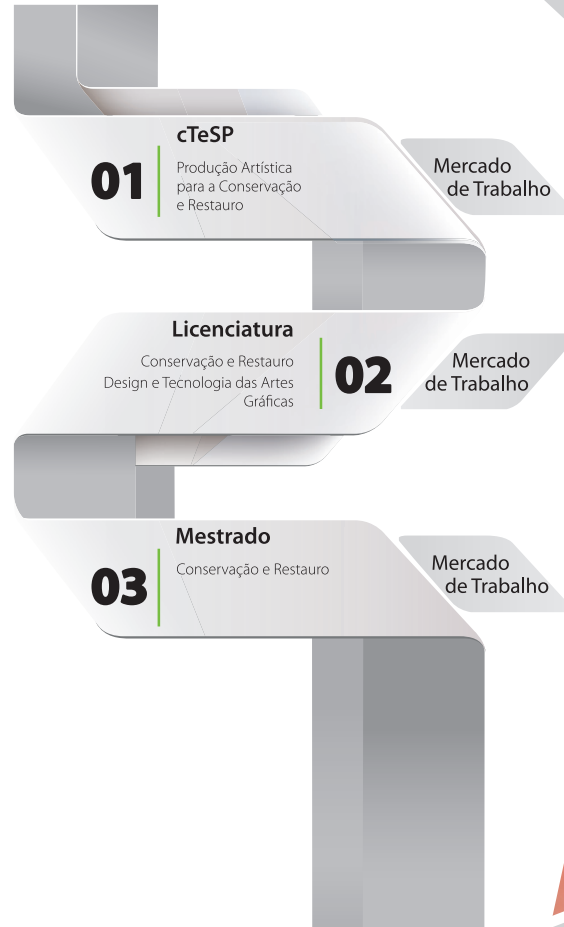 cTeSP
01
Produção Artística
para a Conservação
e Restauro
Mercado
de Trabalho
Licenciatura
Conservação e Restauro
Design e Tecnologia das Artes
Gráficas
02
Mercado
de Trabalho
Mestrado
03
Conservação e Restauro
Mercado
de Trabalho